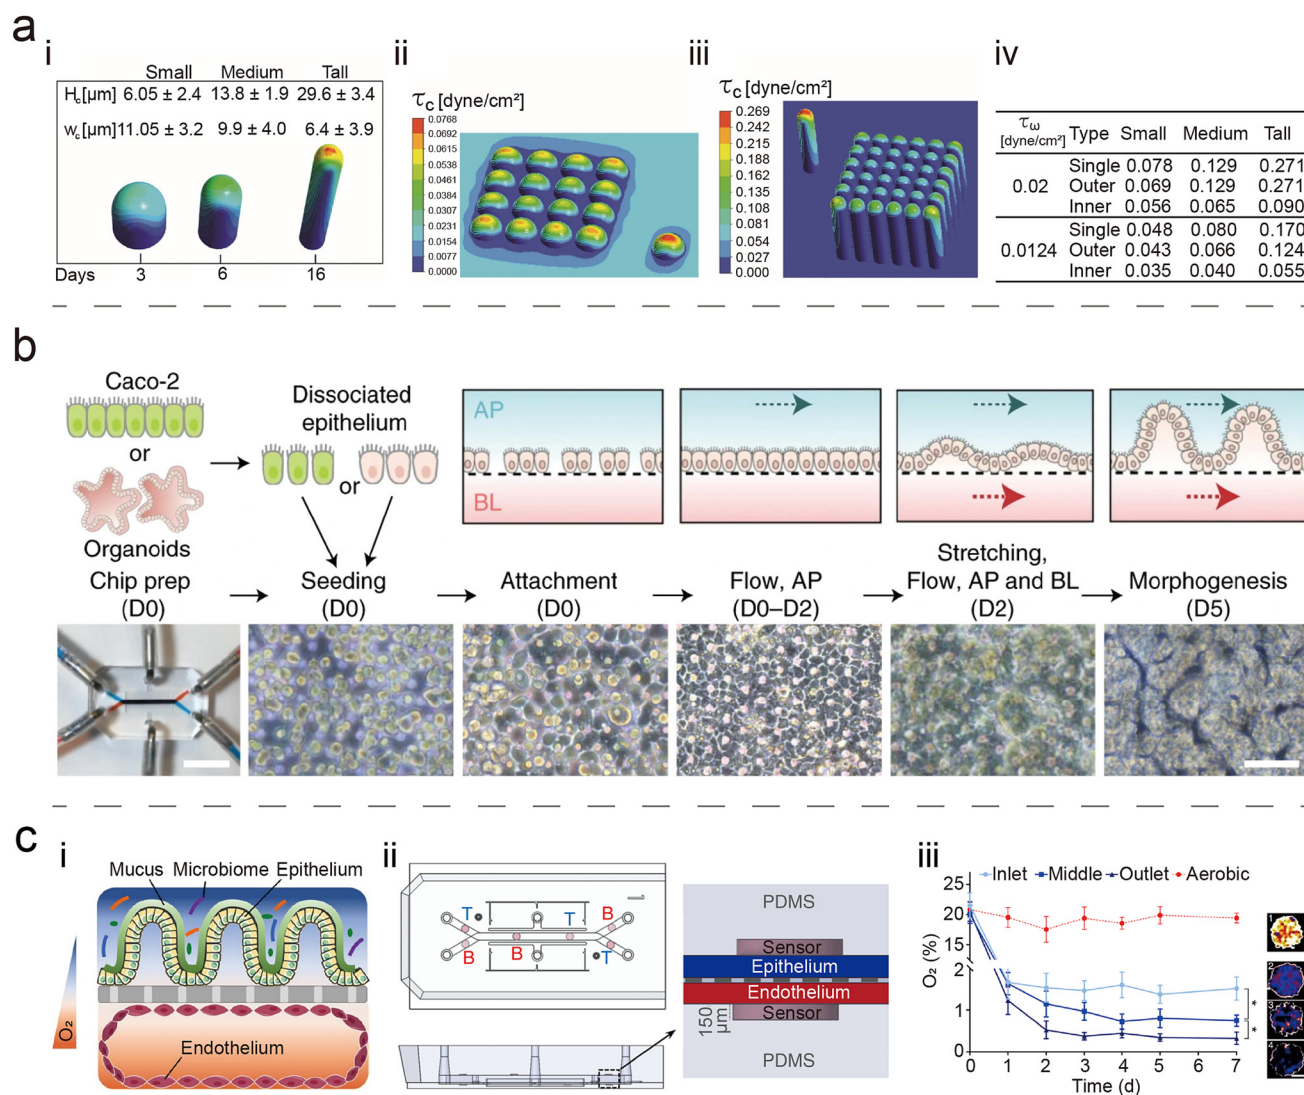 a
i
Small Medium Tall
H_c[µm] 6.05 ± 2.4 13.8 ± 1.9 29.6 ± 3.4
w_c[µm] 11.05 ± 3.2 9.9 ± 4.0 6.4 ± 3.9
Days 3 6 16
ii
τ_c [dyne/cm²]
0.0768
0.0692
0.0615
0.0538
0.0461
0.0384
0.0307
0.0231
0.0154
0.0077
0.0000
iii
τ_c [dyne/cm²]
0.269
0.242
0.215
0.188
0.162
0.135
0.108
0.081
0.054
0.027
0.000
iv
τ_ω [dyne/cm²] Type Small Medium Tall
Single 0.078 0.129 0.271
0.02 Outer 0.069 0.129 0.271
Inner 0.056 0.065 0.090
Single 0.048 0.080 0.170
0.0124 Outer 0.043 0.066 0.124
Inner 0.035 0.040 0.055
b
Caco-2
or
Organoids
Dissociated
epithelium
or
AP
BL
Chip prep
(D0)
Seeding
(D0)
Attachment
(D0)
Flow, AP
(D0–D2)
Stretching,
Flow, AP and BL
(D2)
Morphogenesis
(D5)
c
i
Mucus Microbiome Epithelium
O₂
Endothelium
ii
T T B
B B T
PDMS
Sensor
Epithelium
Endothelium
Sensor
150
µm
PDMS
iii
Inlet Middle Outlet Aerobic
25
20
15
2
1
0
O₂ (%)
*
*
0 1 2 3 4 5 6 7
Time (d)
1
2
3
4